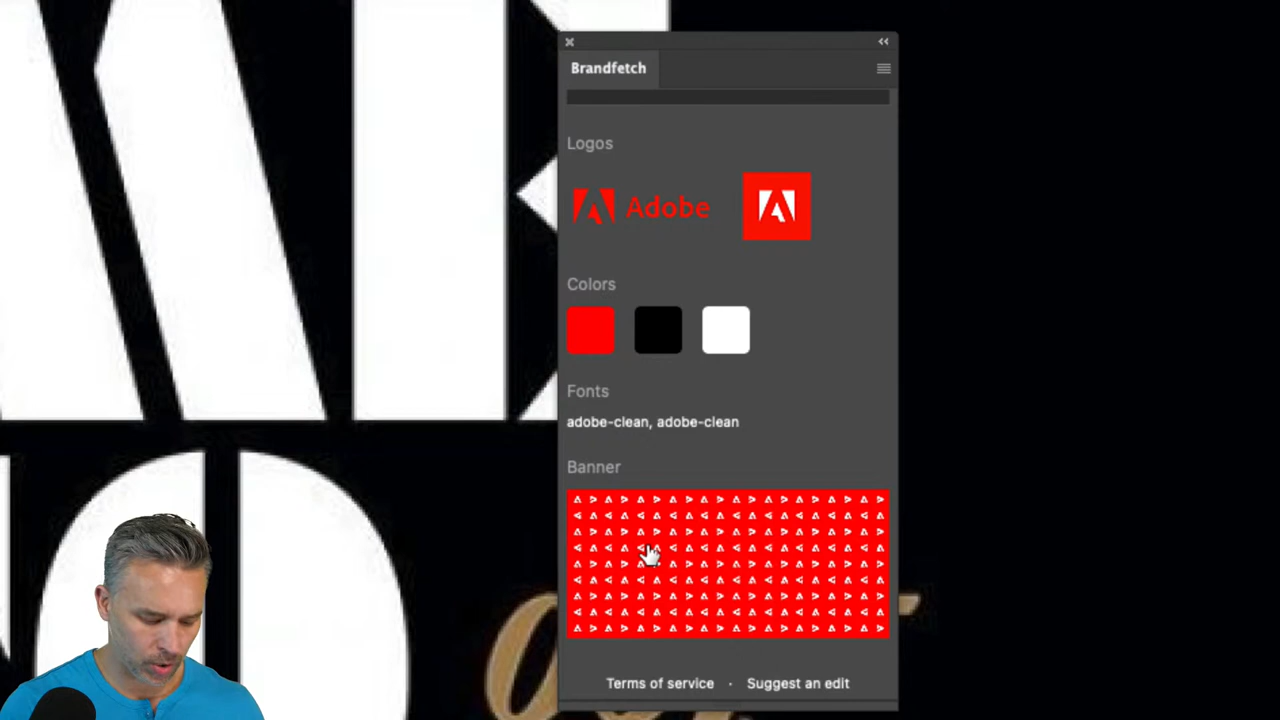 Brandfetch
Logos
Adobe
Colors
Fonts
adobe-clean, adobe-clean
Banner
Terms of service · Suggest an edit